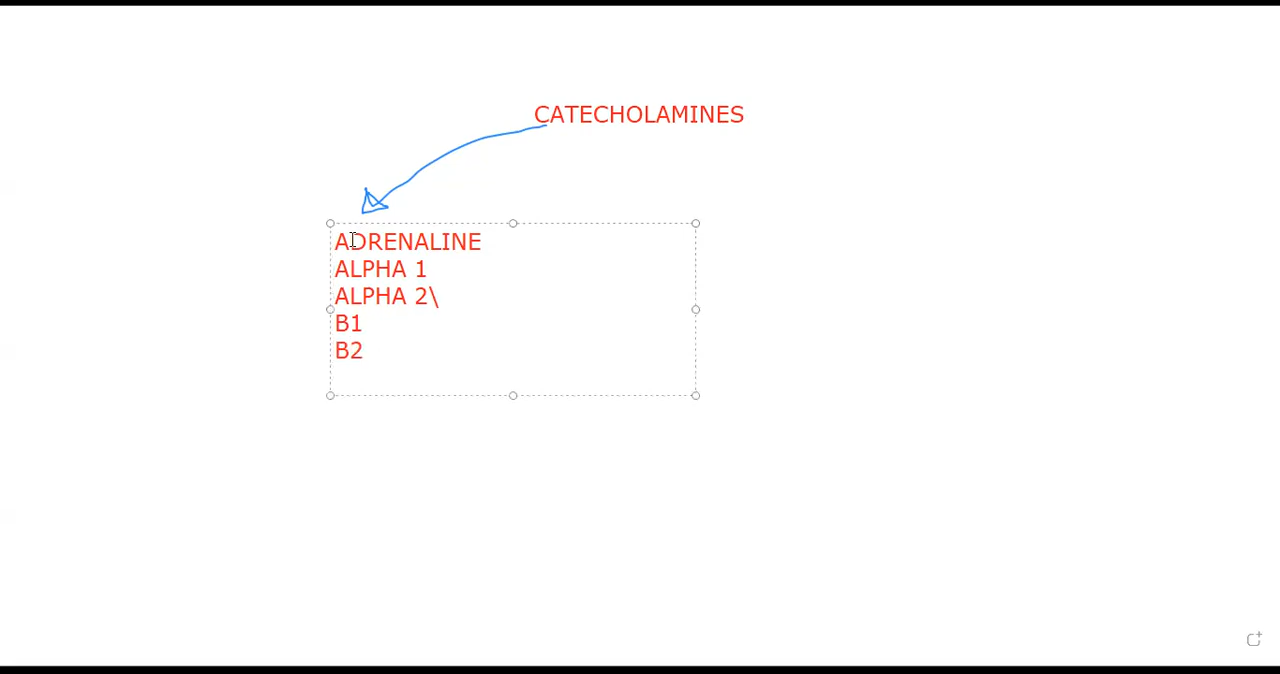 CATECHOLAMINES
ADRENALINE
ALPHA 1
ALPHA 2\
B1
B2